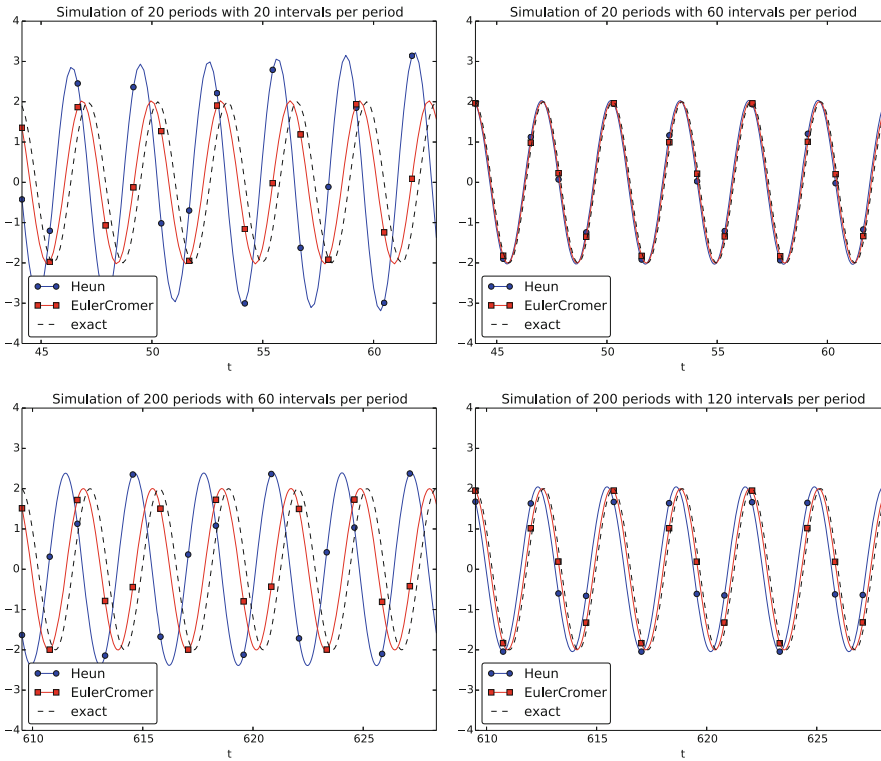 Simulation of 20 periods with 20 intervals per period
4
3
2
1
0
−1
−2
−3
−4
Heun
EulerCromer
exact
45 50 55 60
t
Simulation of 20 periods with 60 intervals per period
4
3
2
1
0
−1
−2
−3
−4
Heun
EulerCromer
exact
45 50 55 60
t
Simulation of 200 periods with 60 intervals per period
4
3
2
1
0
−1
−2
−3
−4
Heun
EulerCromer
exact
610 615 620 625
t
Simulation of 200 periods with 120 intervals per period
4
3
2
1
0
−1
−2
−3
−4
Heun
EulerCromer
exact
610 615 620 625
t